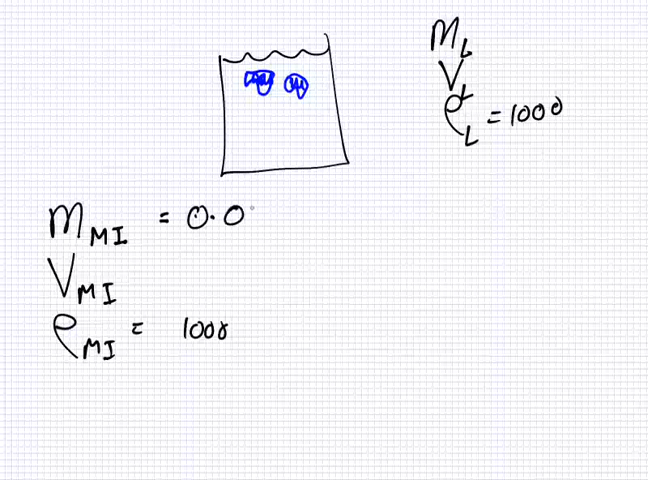 M_L
V_L
ρ_L = 1000
M_MI = 0.0
V_MI
ρ_MI = 1000